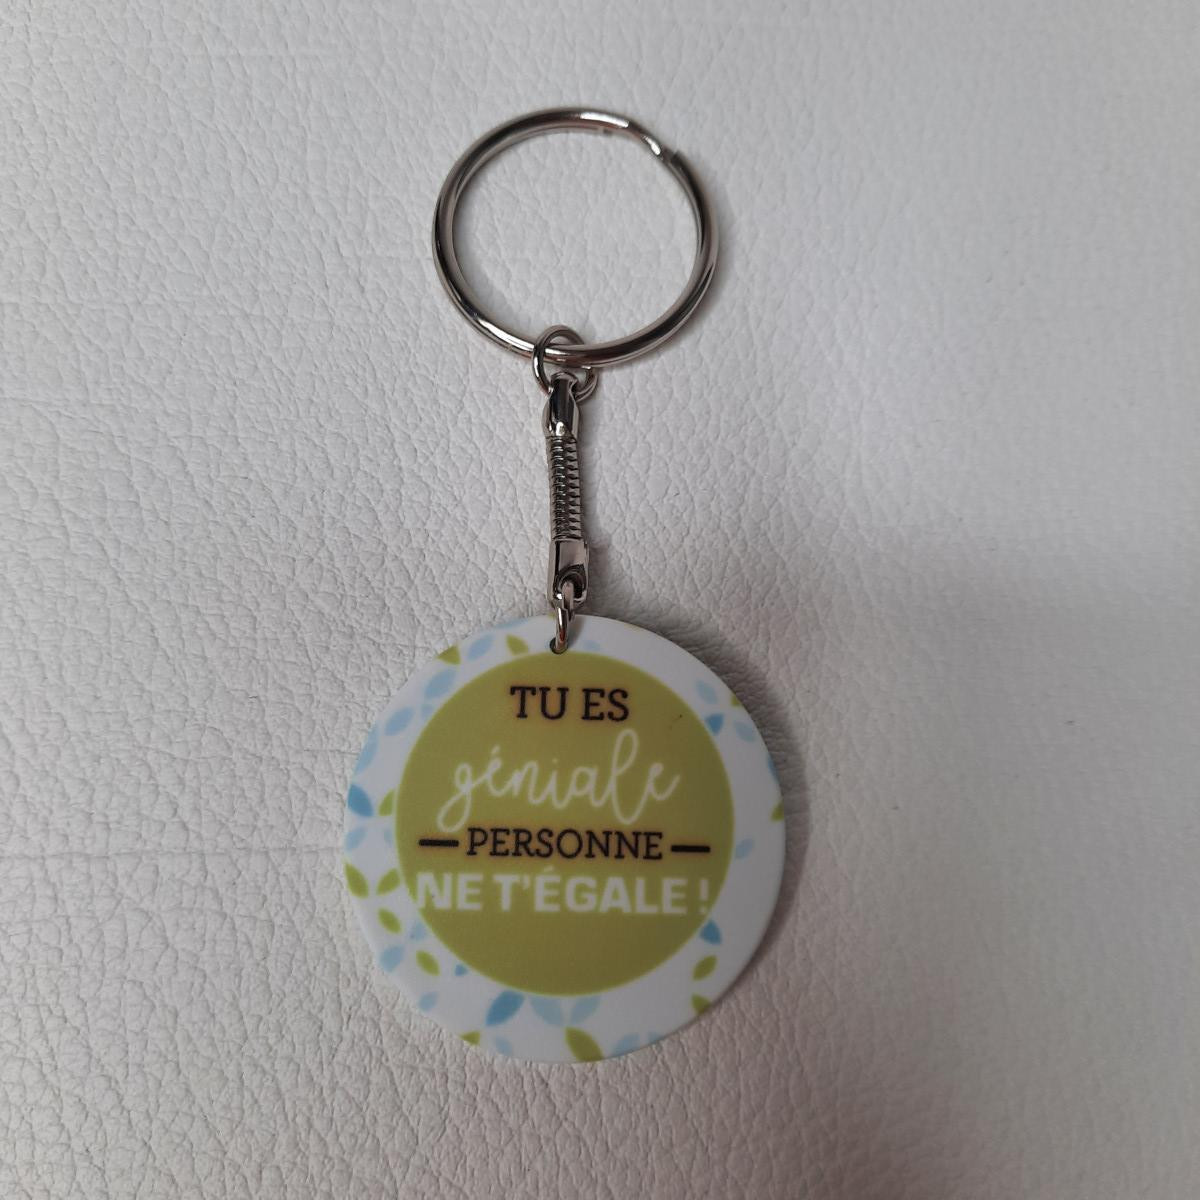 TU ES
géniale
PERSONNE
NE T'ÉGALE !